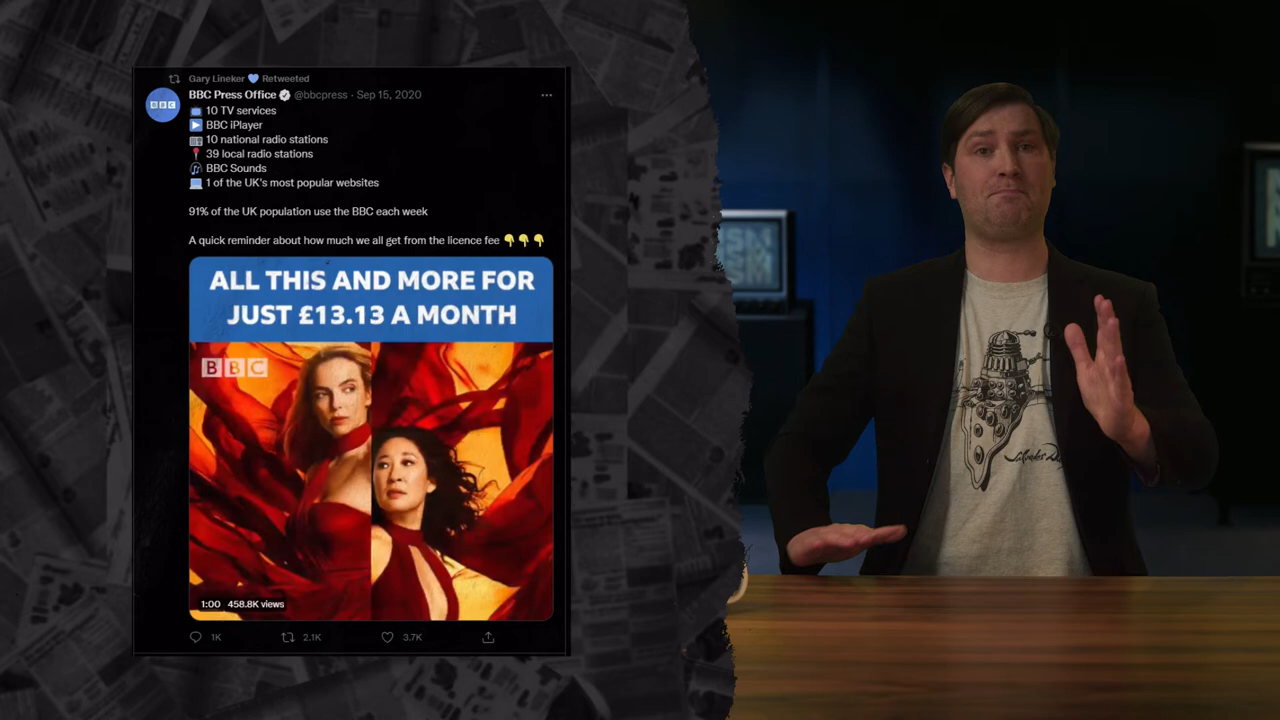 Gary Lineker 💙 Retweeted
BBC Press Office @bbcpress · Sep 15, 2020
10 TV services
BBC iPlayer
10 national radio stations
39 local radio stations
BBC Sounds
1 of the UK's most popular websites
91% of the UK population use the BBC each week
A quick reminder about how much we all get from the licence fee 👇👇👇
ALL THIS AND MORE FOR
JUST £13.13 A MONTH
BBC
1:00 458.8K views
1K 2.1K 3.7K
BBC